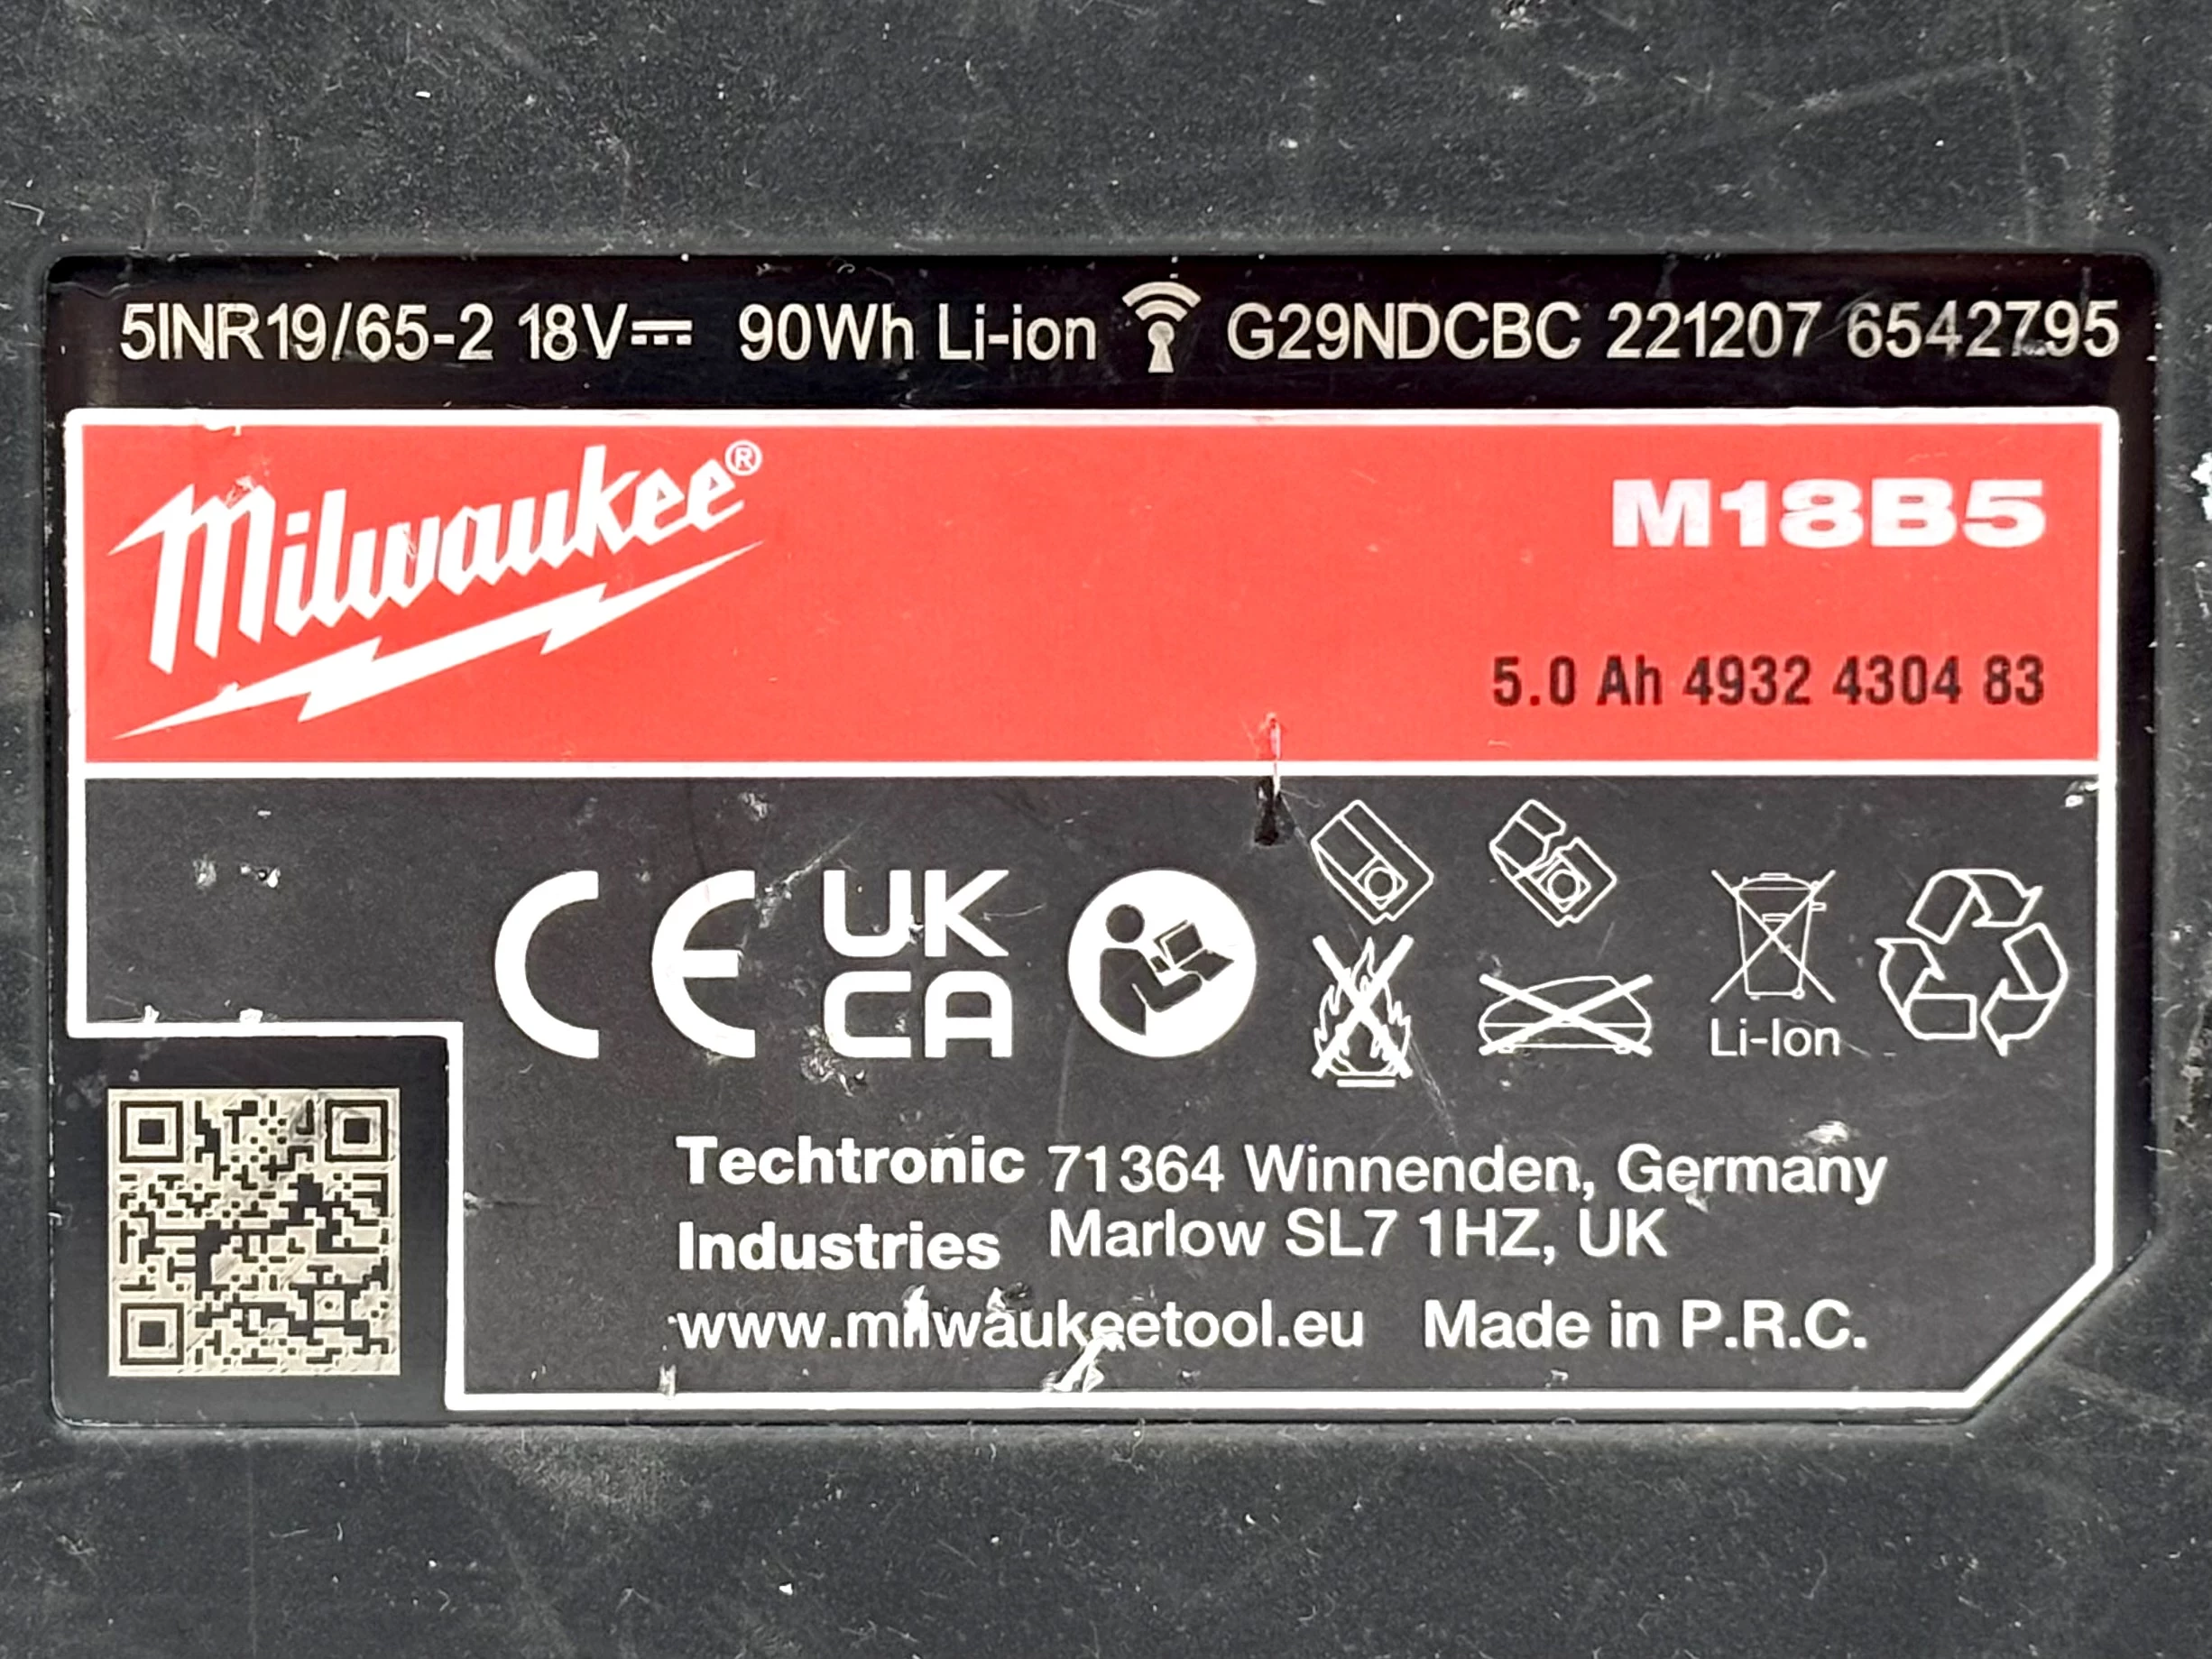 5INR19/65-2 18V⎓ 90Wh Li-ion G29NDCBC 221207 6542795
Milwaukee®
M18B5
5.0 Ah 4932 4304 83
CE UK
CA
Li-Ion
Techtronic 71364 Winnenden, Germany
Industries Marlow SL7 1HZ, UK
www.milwaukeetool.eu Made in P.R.C.